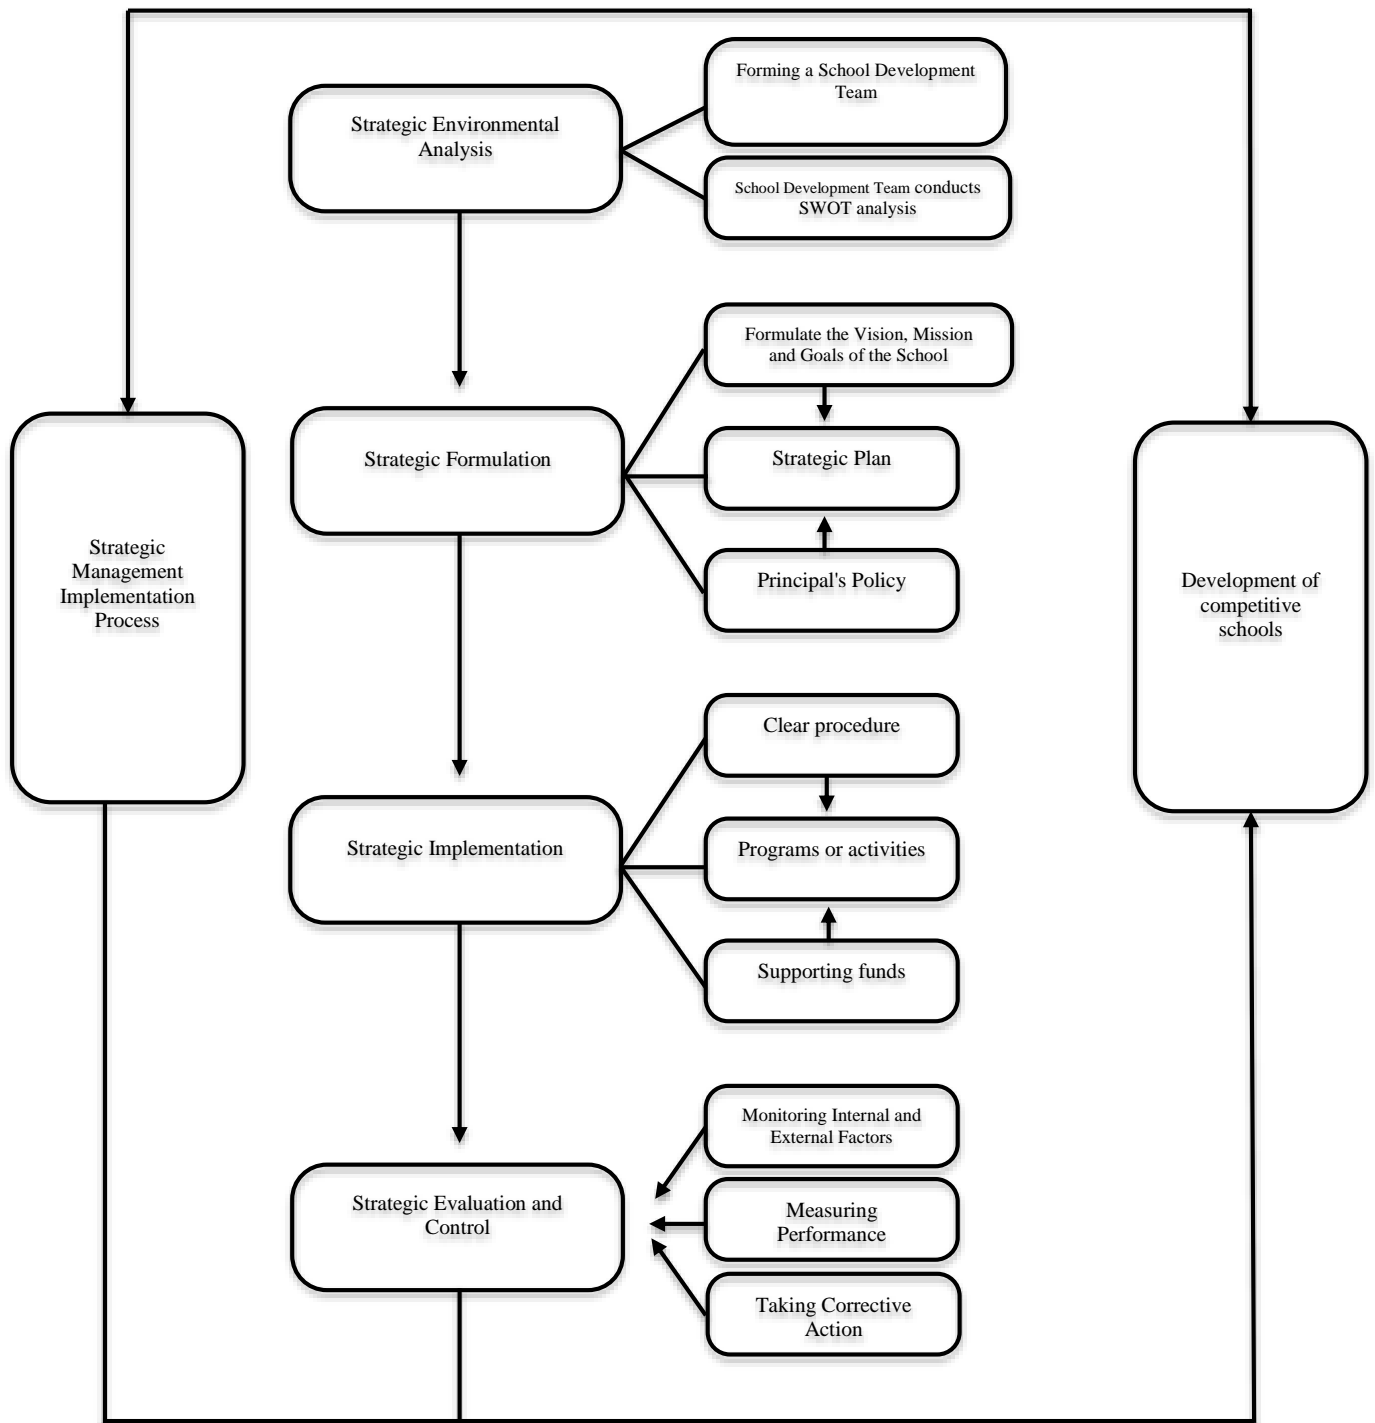 Forming a School Development
Team
Strategic Environmental
Analysis
School Development Team conducts
SWOT analysis
Formulate the Vision, Mission
and Goals of the School
Strategic Formulation
Strategic Plan
Principal's Policy
Strategic
Management
Implementation
Process
Development of
competitive
schools
Clear procedure
Strategic Implementation
Programs or activities
Supporting funds
Monitoring Internal and
External Factors
Strategic Evaluation and
Control
Measuring
Performance
Taking Corrective
Action